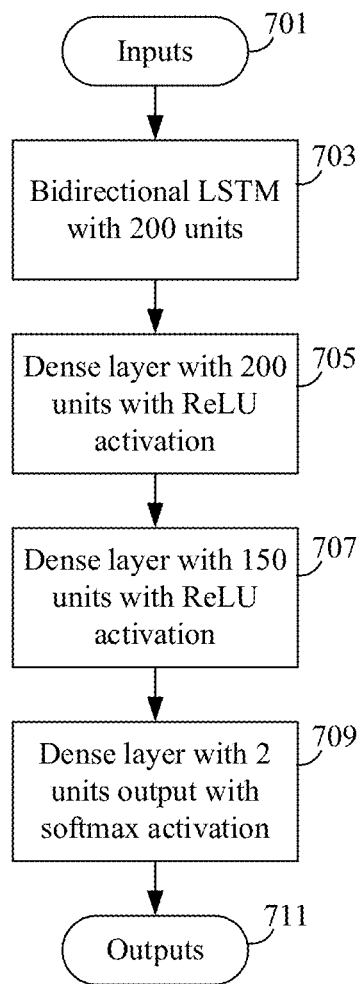 701
Inputs
703
Bidirectional LSTM
with 200 units
705
Dense layer with 200
units with ReLU
activation
707
Dense layer with 150
units with ReLU
activation
709
Dense layer with 2
units output with
softmax activation
711
Outputs